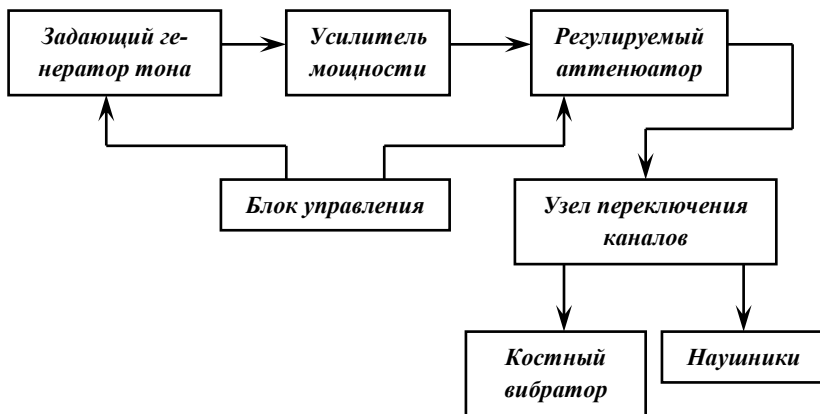 Задающий ге-
нератор тона
Усилитель
мощности
Регулируемый
аттенюатор
Блок управления
Узел переключения
каналов
Костный
вибратор
Наушники